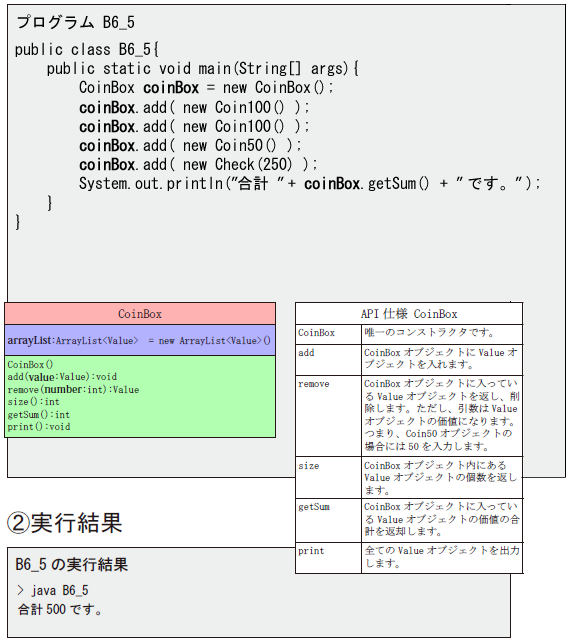 プログラム B6_5
public class B6_5{
public static void main(String[] args){
CoinBox coinBox = new CoinBox();
coinBox.add( new Coin100() );
coinBox.add( new Coin100() );
coinBox.add( new Coin50() );
coinBox.add( new Check(250) );
System.out.println("合計 "+ coinBox.getSum() + " です。");
}
}
CoinBox
arrayList:ArrayList<Value> = new ArrayList<Value>()
CoinBox()
add(value:Value):void
remove(number:int):Value
size():int
getSum():int
print():void
API 仕様 CoinBox
CoinBox 唯一のコンストラクタです。
add CoinBox オブジェクトに Value オ
ブジェクトを入れます。
remove CoinBox オブジェクトに入ってい
る Value オブジェクトを返し、削
除します。ただし、引数は Value
オブジェクトの価値になります。
つまり、Coin50 オブジェクトの
場合には 50 を入力します。
size CoinBox オブジェクト内にある
Value オブジェクトの個数を返し
ます。
getSum CoinBox オブジェクトに入ってい
る Value オブジェクトの価値の合
計を返却します。
print 全ての Value オブジェクトを出力
します。
②実行結果
B6_5 の実行結果
> java B6_5
合計 500 です。